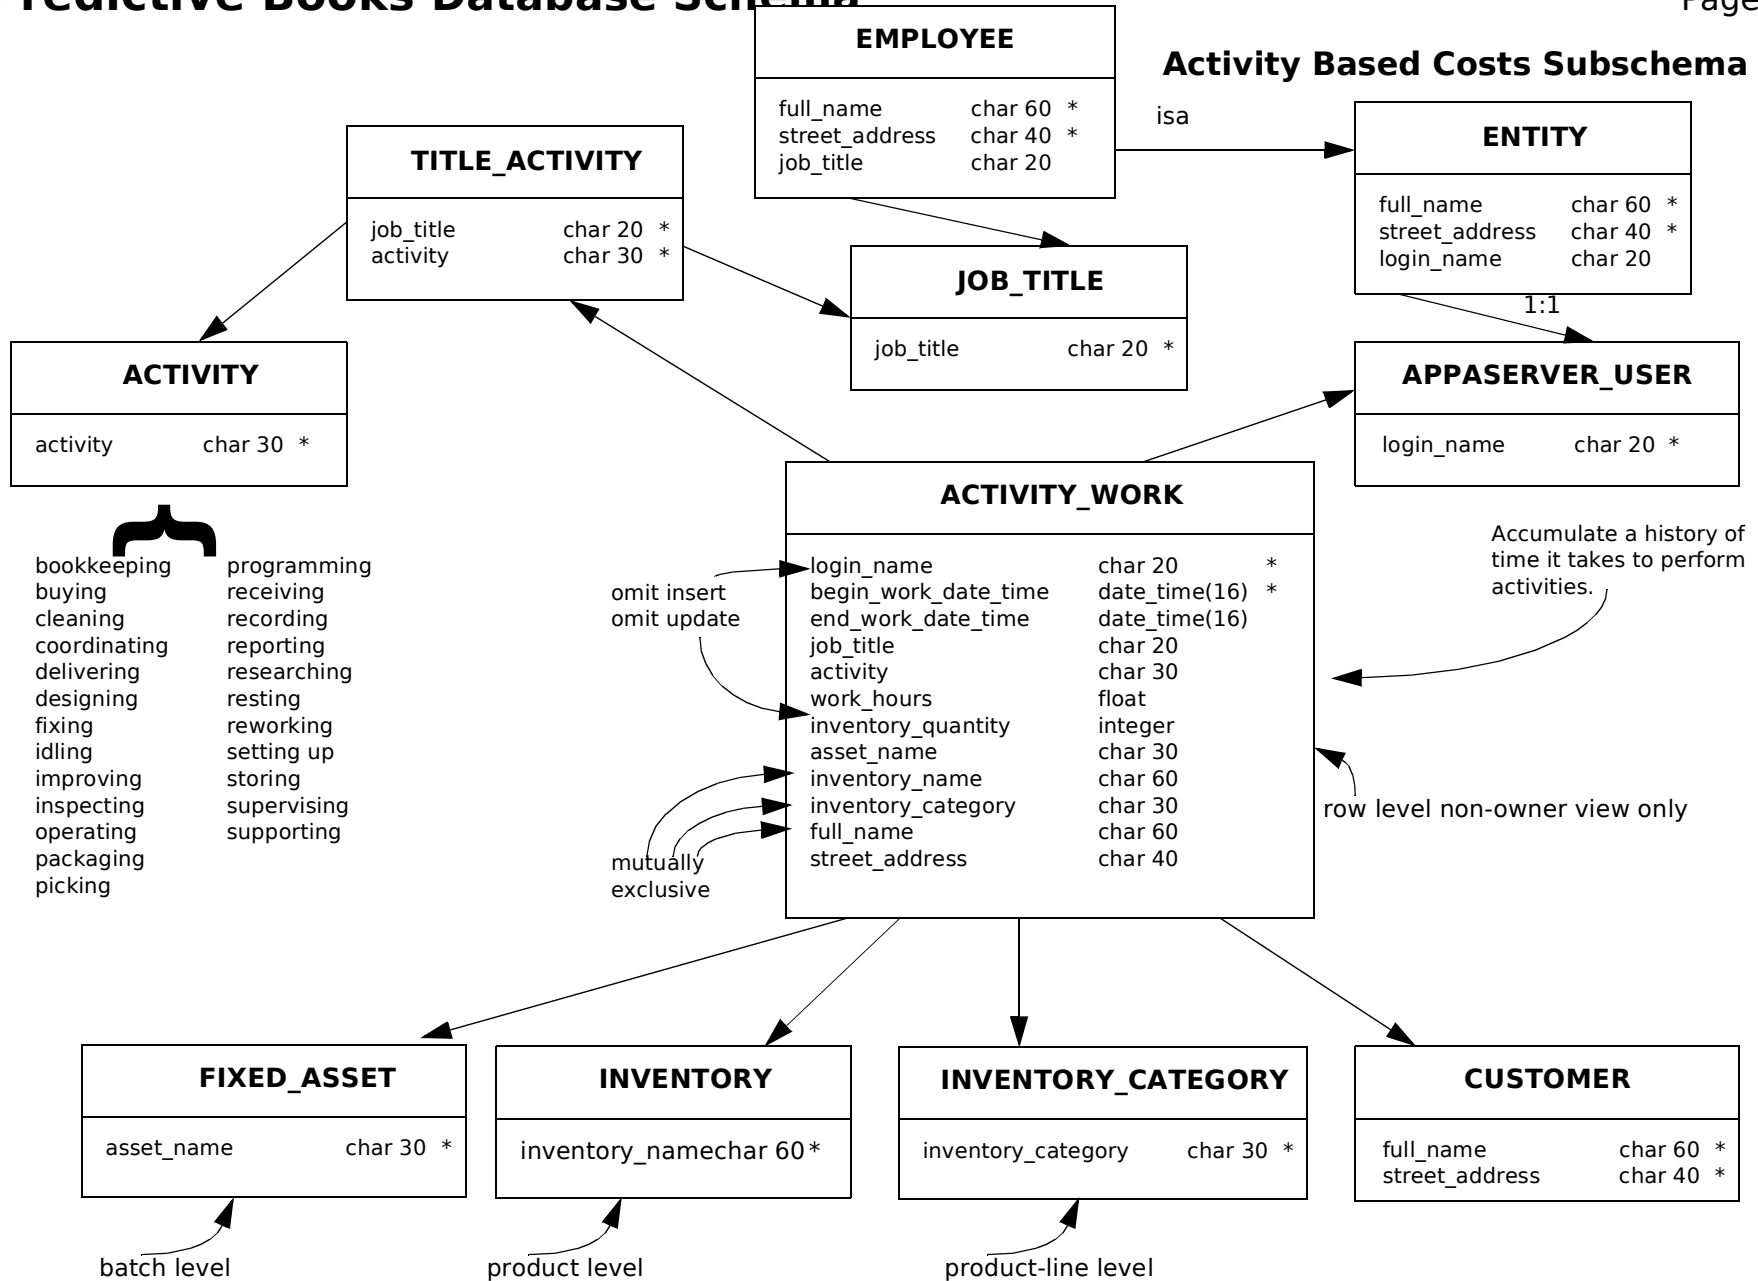 redictive Books Database Schema
Page
Activity Based Costs Subschema
EMPLOYEE
full_name char 60 *
street_address char 40 *
job_title char 20
isa
ENTITY
full_name char 60 *
street_address char 40 *
login_name char 20
1:1
TITLE_ACTIVITY
job_title char 20 *
activity char 30 *
JOB_TITLE
job_title char 20 *
ACTIVITY
activity char 30 *
APPASERVER_USER
login_name char 20 *
{
bookkeeping
buying
cleaning
coordinating
delivering
designing
fixing
idling
improving
inspecting
operating
packaging
picking
programming
receiving
recording
reporting
researching
resting
reworking
setting up
storing
supervising
supporting
omit insert
omit update
mutually
exclusive
ACTIVITY_WORK
login_name char 20 *
begin_work_date_time date_time(16) *
end_work_date_time date_time(16)
job_title char 20
activity char 30
work_hours float
inventory_quantity integer
asset_name char 30
inventory_name char 60
inventory_category char 30
full_name char 60
street_address char 40
Accumulate a history of
time it takes to perform
activities.
row level non-owner view only
FIXED_ASSET
asset_name char 30 *
batch level
INVENTORY
inventory_namechar 60*
product level
INVENTORY_CATEGORY
inventory_category char 30 *
product-line level
CUSTOMER
full_name char 60 *
street_address char 40 *